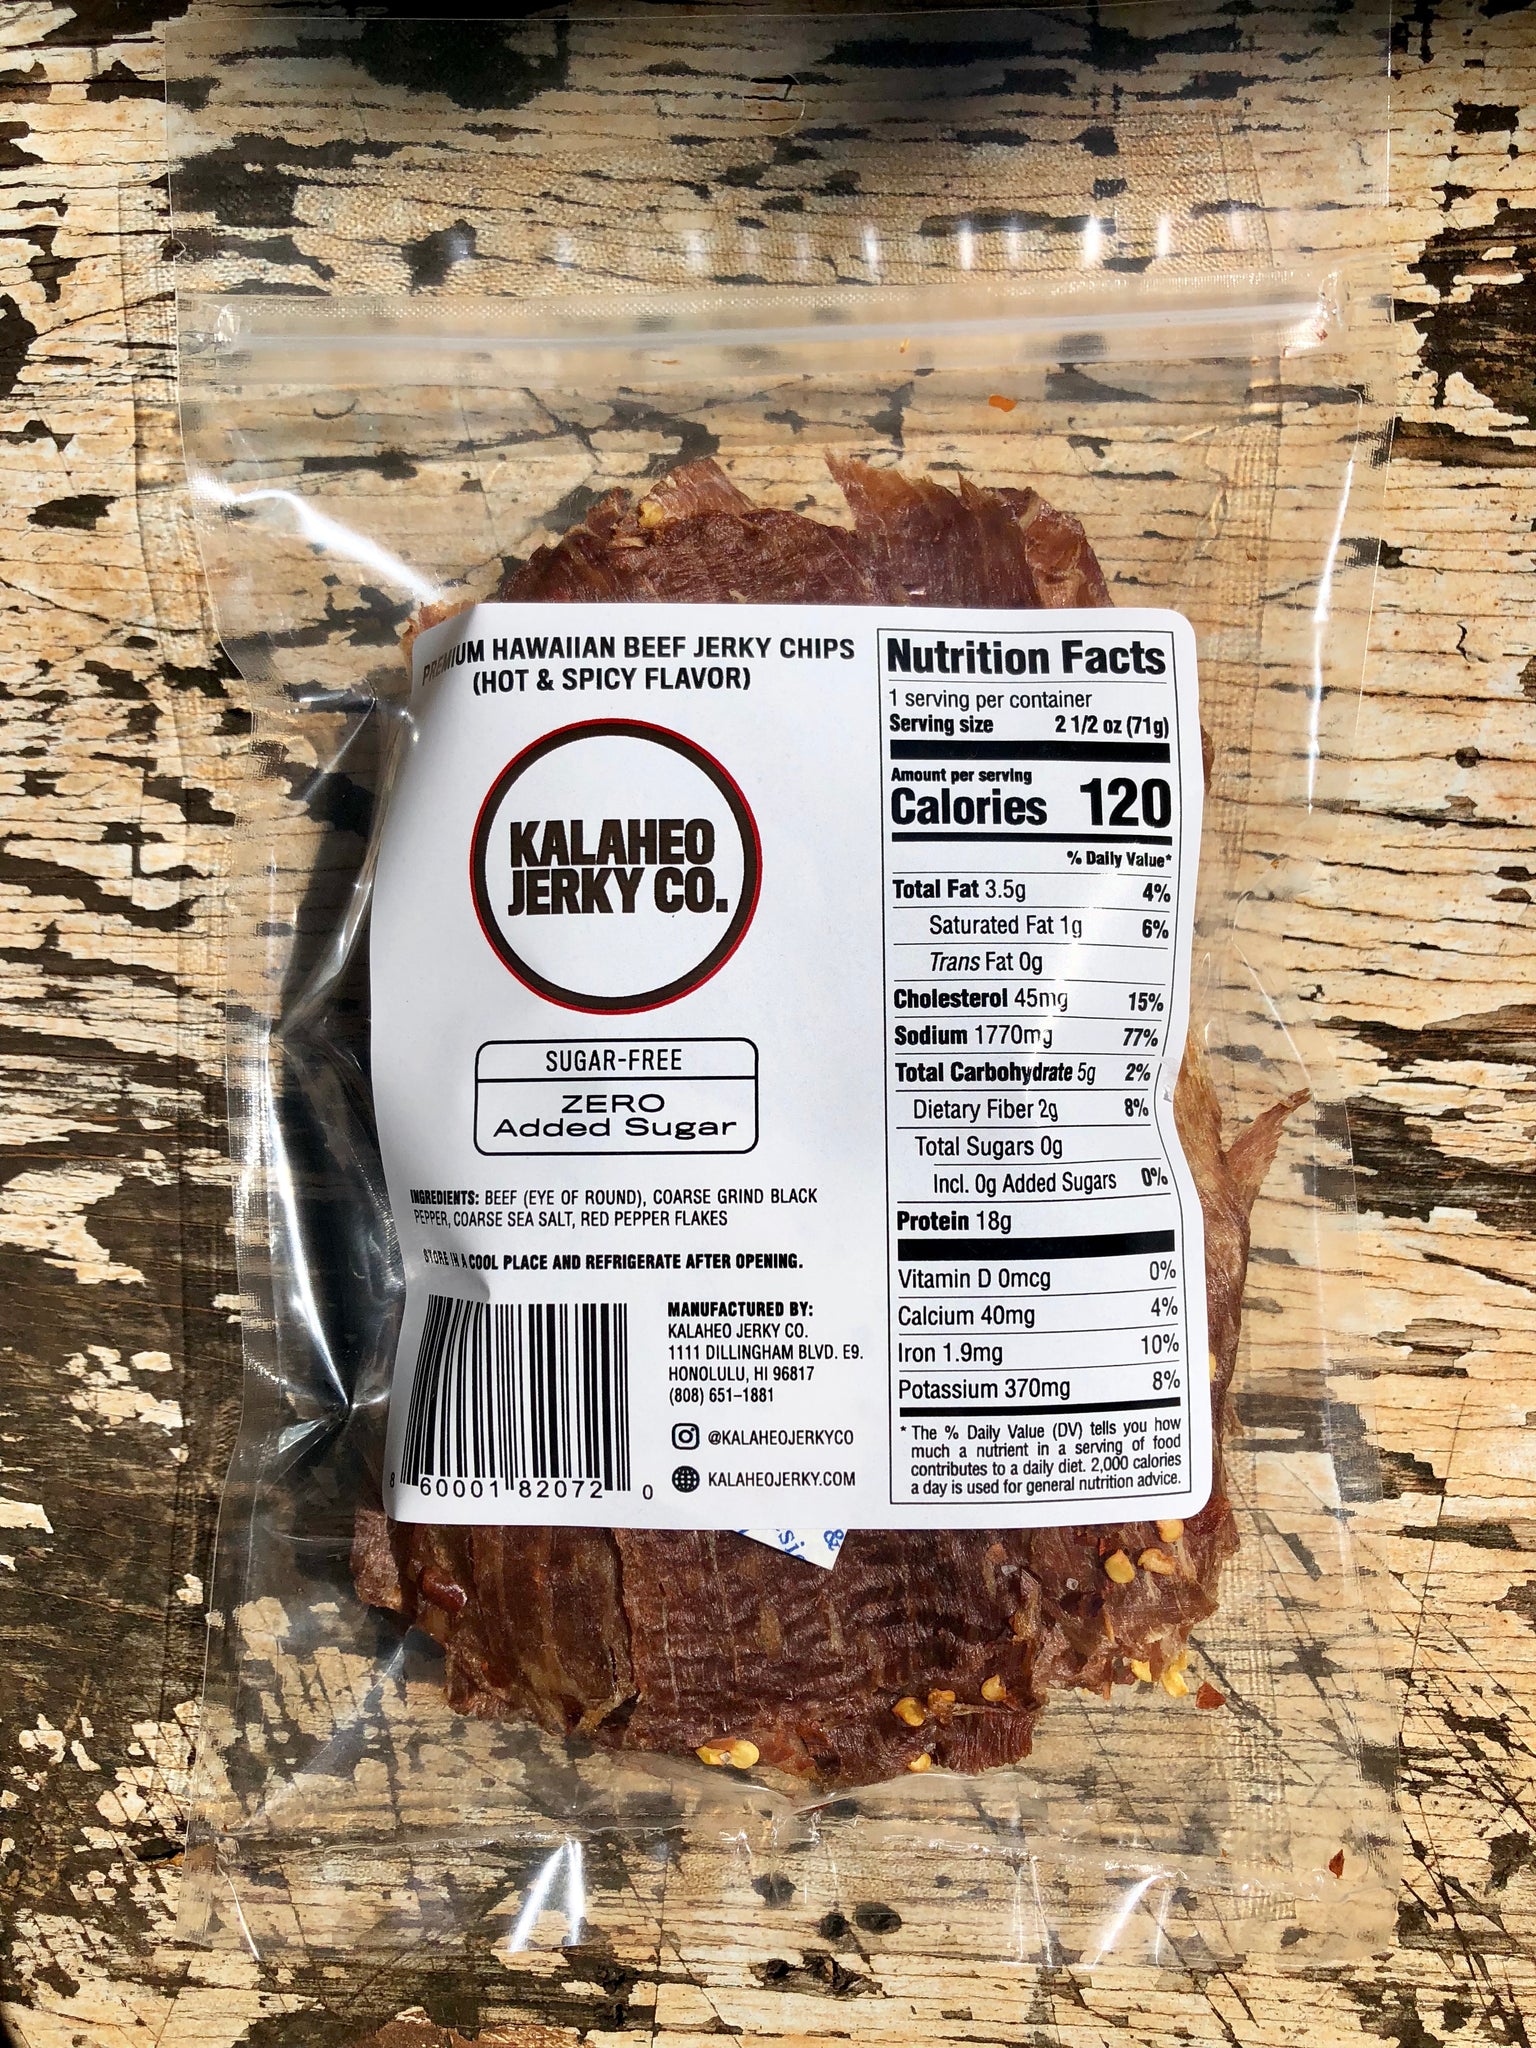 PREMIUM HAWAIIAN BEEF JERKY CHIPS
(HOT & SPICY FLAVOR)
KALAHEO
JERKY CO.
SUGAR-FREE
ZERO
Added Sugar
INGREDIENTS: BEEF (EYE OF ROUND), COARSE GRIND BLACK
PEPPER, COARSE SEA SALT, RED PEPPER FLAKES
STORE IN A COOL PLACE AND REFRIGERATE AFTER OPENING.
8 60001 82072 0
MANUFACTURED BY:
KALAHEO JERKY CO.
1111 DILLINGHAM BLVD. E9.
HONOLULU, HI 96817
(808) 651-1881
@KALAHEOJERKYCO
KALAHEOJERKY.COM
Nutrition Facts
1 serving per container
Serving size 2 1/2 oz (71g)
Amount per serving
Calories 120
% Daily Value*
Total Fat 3.5g 4%
Saturated Fat 1g 6%
Trans Fat 0g
Cholesterol 45mg 15%
Sodium 1770mg 77%
Total Carbohydrate 5g 2%
Dietary Fiber 2g 8%
Total Sugars 0g
Incl. 0g Added Sugars 0%
Protein 18g
Vitamin D 0mcg 0%
Calcium 40mg 4%
Iron 1.9mg 10%
Potassium 370mg 8%
* The % Daily Value (DV) tells you how
much a nutrient in a serving of food
contributes to a daily diet. 2,000 calories
a day is used for general nutrition advice.
&